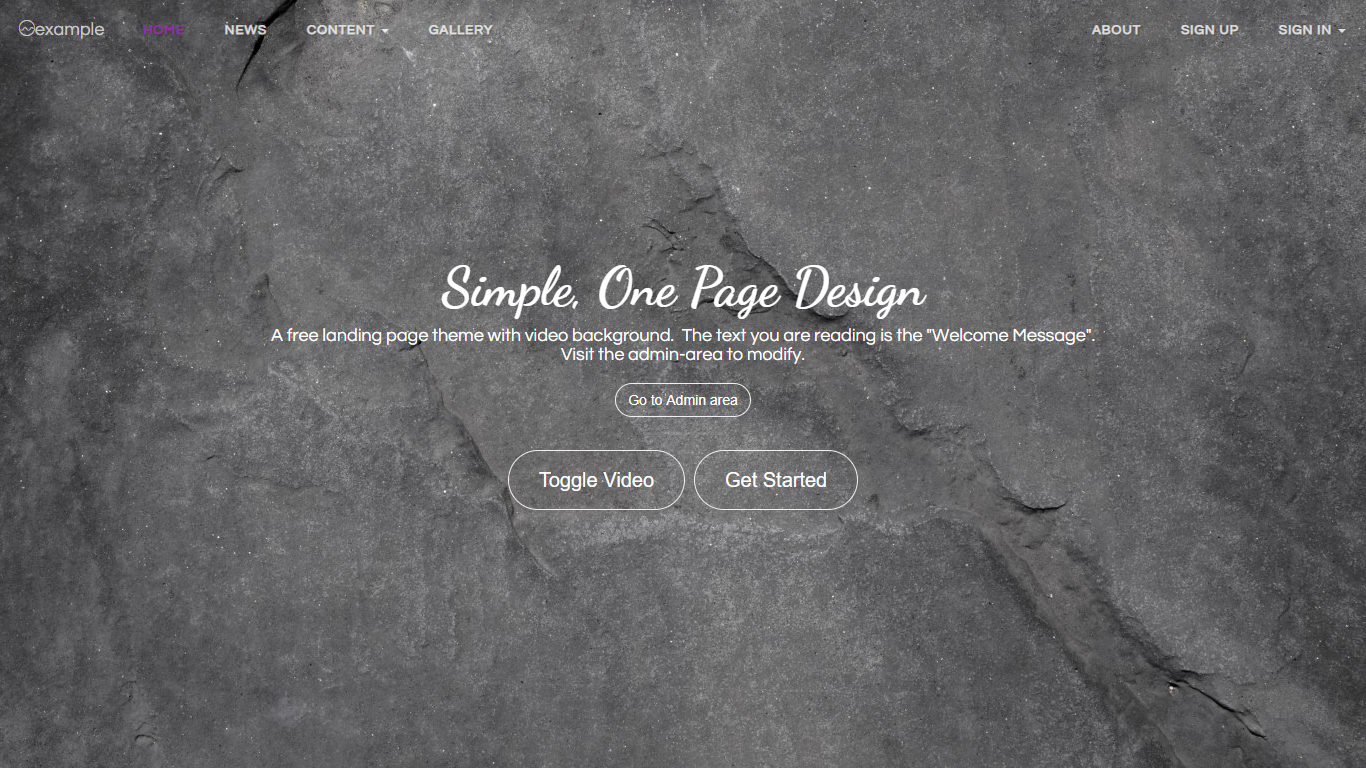 example
HOME
NEWS
CONTENT
GALLERY
ABOUT
SIGN UP
SIGN IN
Simple, One Page Design
A free landing page theme with video background. The text you are reading is the "Welcome Message".
Visit the admin-area to modify.
Go to Admin area
Toggle Video
Get Started